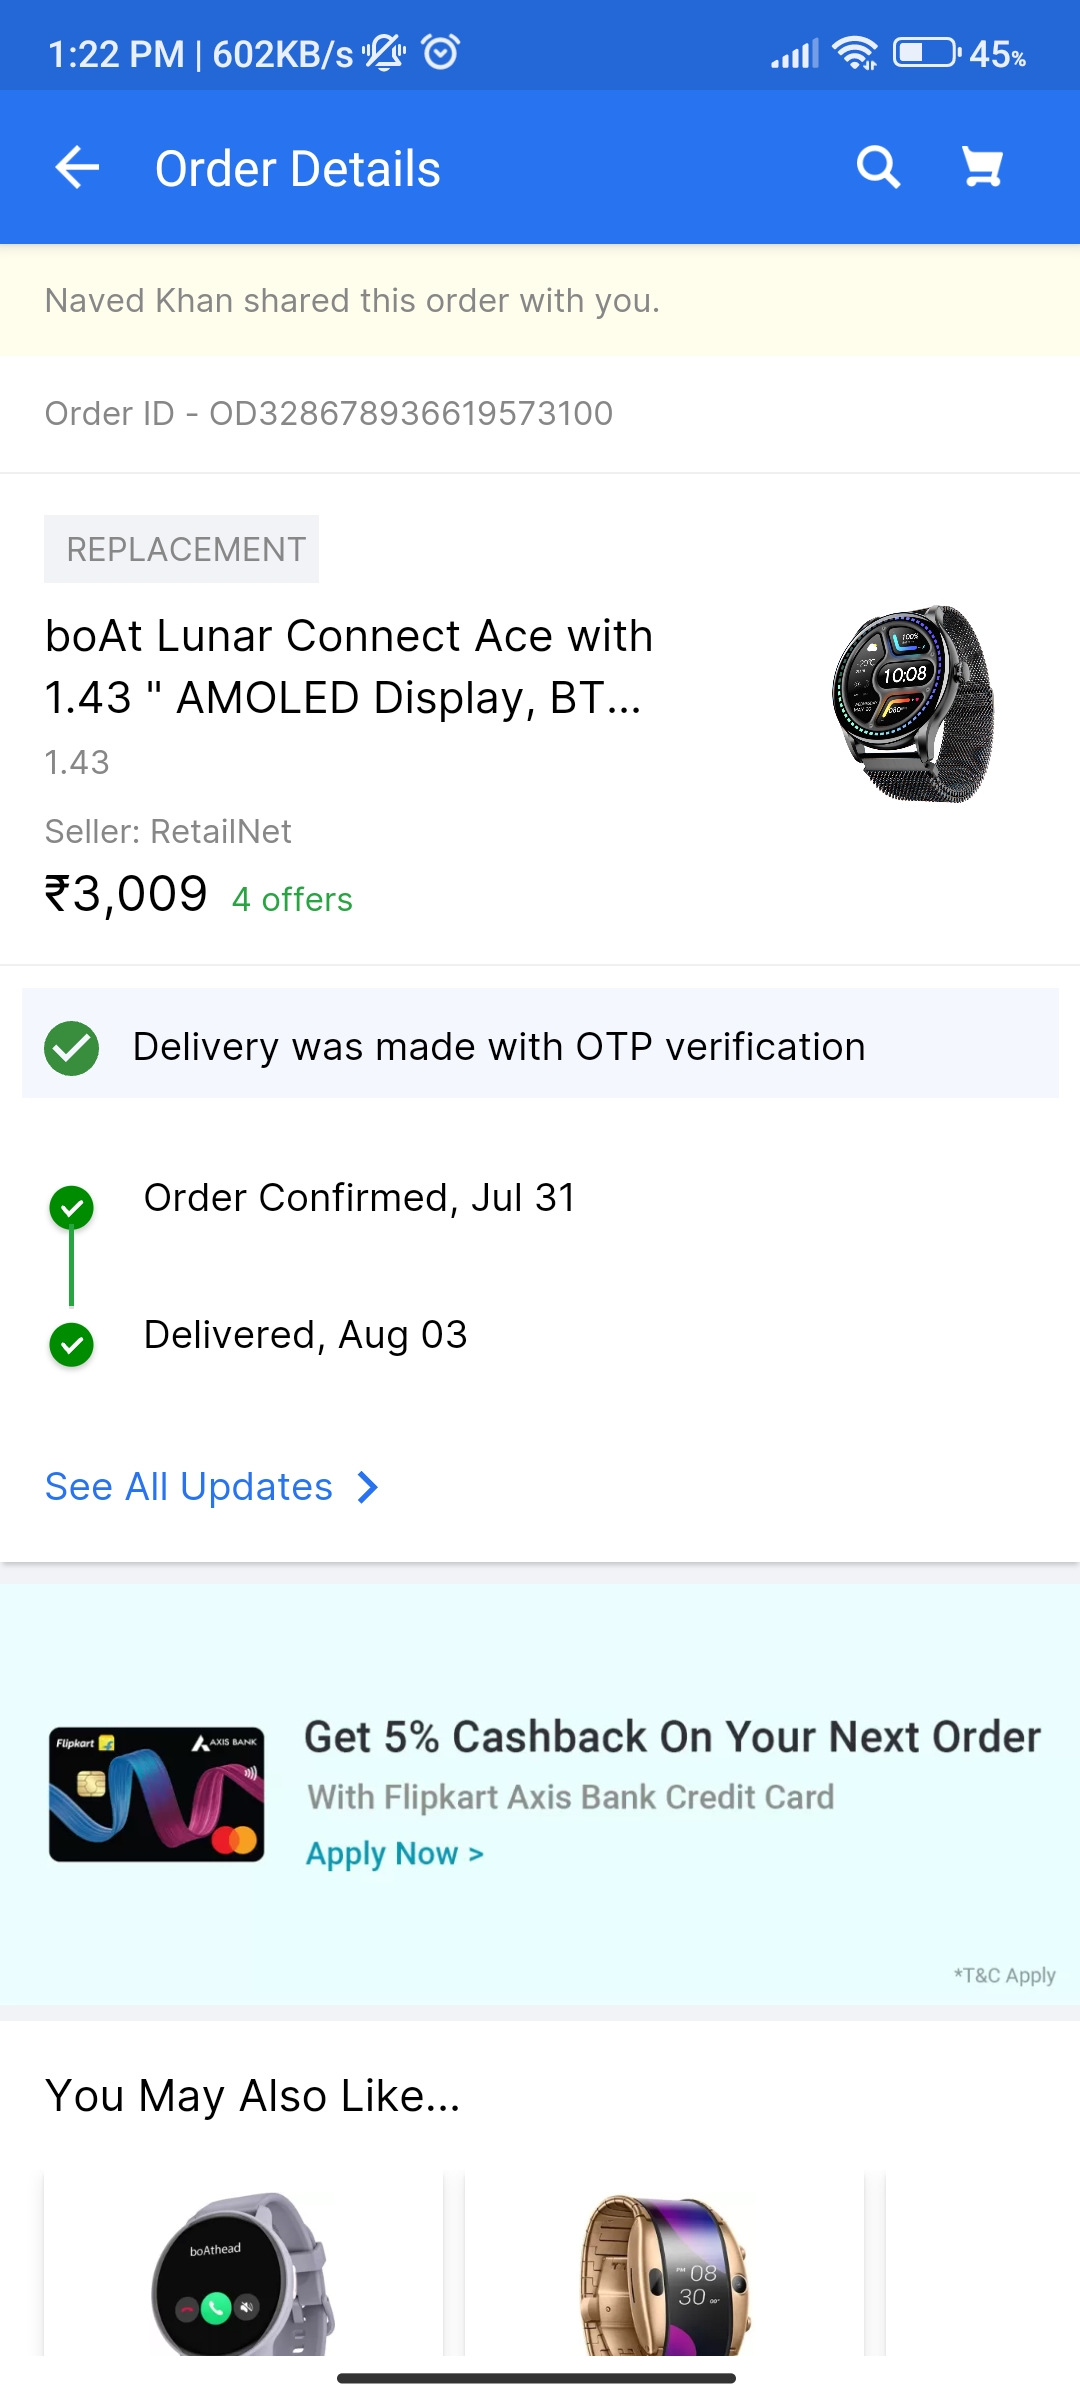 1:22 PM | 602KB/s
45%
Order Details
Naved Khan shared this order with you.
Order ID - OD328678936619573100
REPLACEMENT
boAt Lunar Connect Ace with
1.43 " AMOLED Display, BT...
1.43
Seller: RetailNet
₹3,009 4 offers
100%
10:08
Delivery was made with OTP verification
Order Confirmed, Jul 31
Delivered, Aug 03
See All Updates
Flipkart
AXIS BANK
Get 5% Cashback On Your Next Order
With Flipkart Axis Bank Credit Card
Apply Now >
*T&C Apply
You May Also Like...
boAthead
PM 08
30